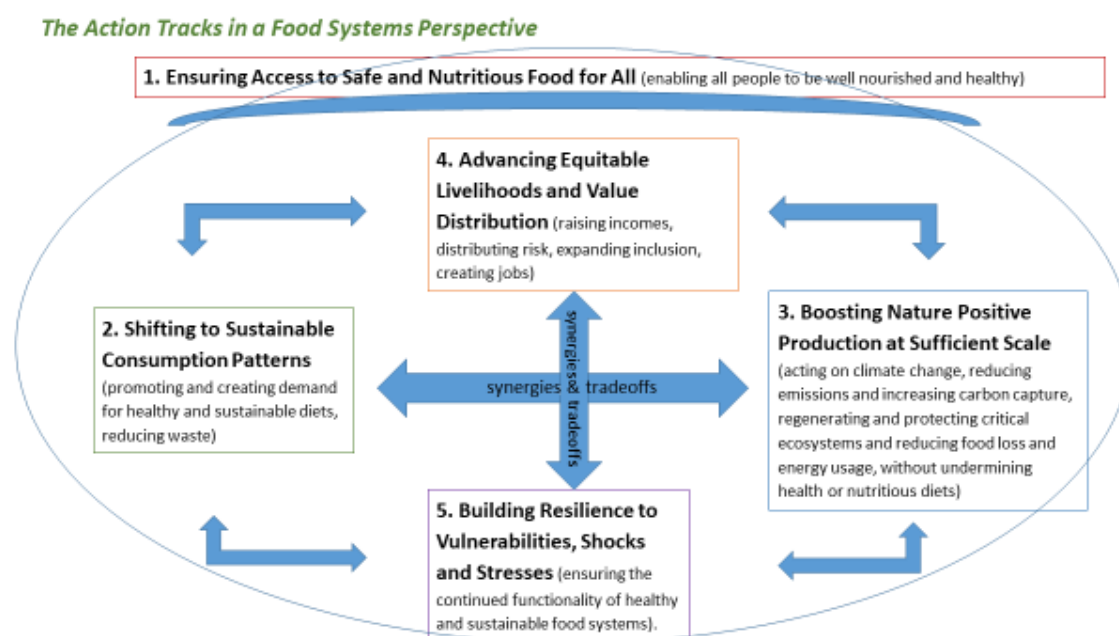 The Action Tracks in a Food Systems Perspective
1. Ensuring Access to Safe and Nutritious Food for All (enabling all people to be well nourished and healthy)
4. Advancing Equitable
Livelihoods and Value
Distribution (raising incomes,
distributing risk, expanding inclusion,
creating jobs)
2. Shifting to Sustainable
Consumption Patterns
(promoting and creating demand
for healthy and sustainable diets,
reducing waste)
synergies & tradeoffs
synergies& tradeoffs
3. Boosting Nature Positive
Production at Sufficient Scale
(acting on climate change, reducing
emissions and increasing carbon capture,
regenerating and protecting critical
ecosystems and reducing food loss and
energy usage, without undermining
health or nutritious diets)
5. Building Resilience to
Vulnerabilities, Shocks
and Stresses (ensuring the
continued functionality of healthy
and sustainable food systems).